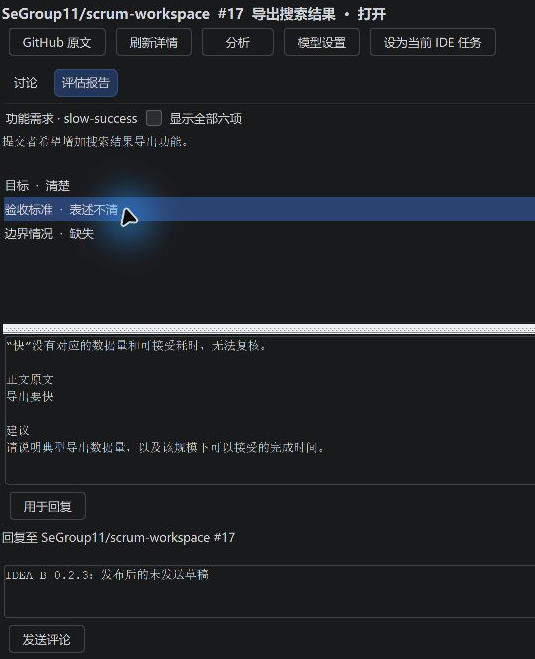 SeGroup11/scrum-workspace #17 导出搜索结果 • 打开
GitHub 原文 刷新详情 分析 模型设置 设为当前 IDE 任务
讨论 评估报告
功能需求 · slow-success 显示全部六项
提交者希望增加搜索结果导出功能。
目标 · 清楚
验收标准 · 表述不清
边界情况 · 缺失
“快”没有对应的数据量和可接受耗时，无法复核。
正文原文
导出要快
建议
请说明典型导出数据量，以及该规模下可以接受的完成时间。
用于回复
回复至 SeGroup11/scrum-workspace #17
IDEA B 0.2.3：发布后的未发送草稿
发送评论